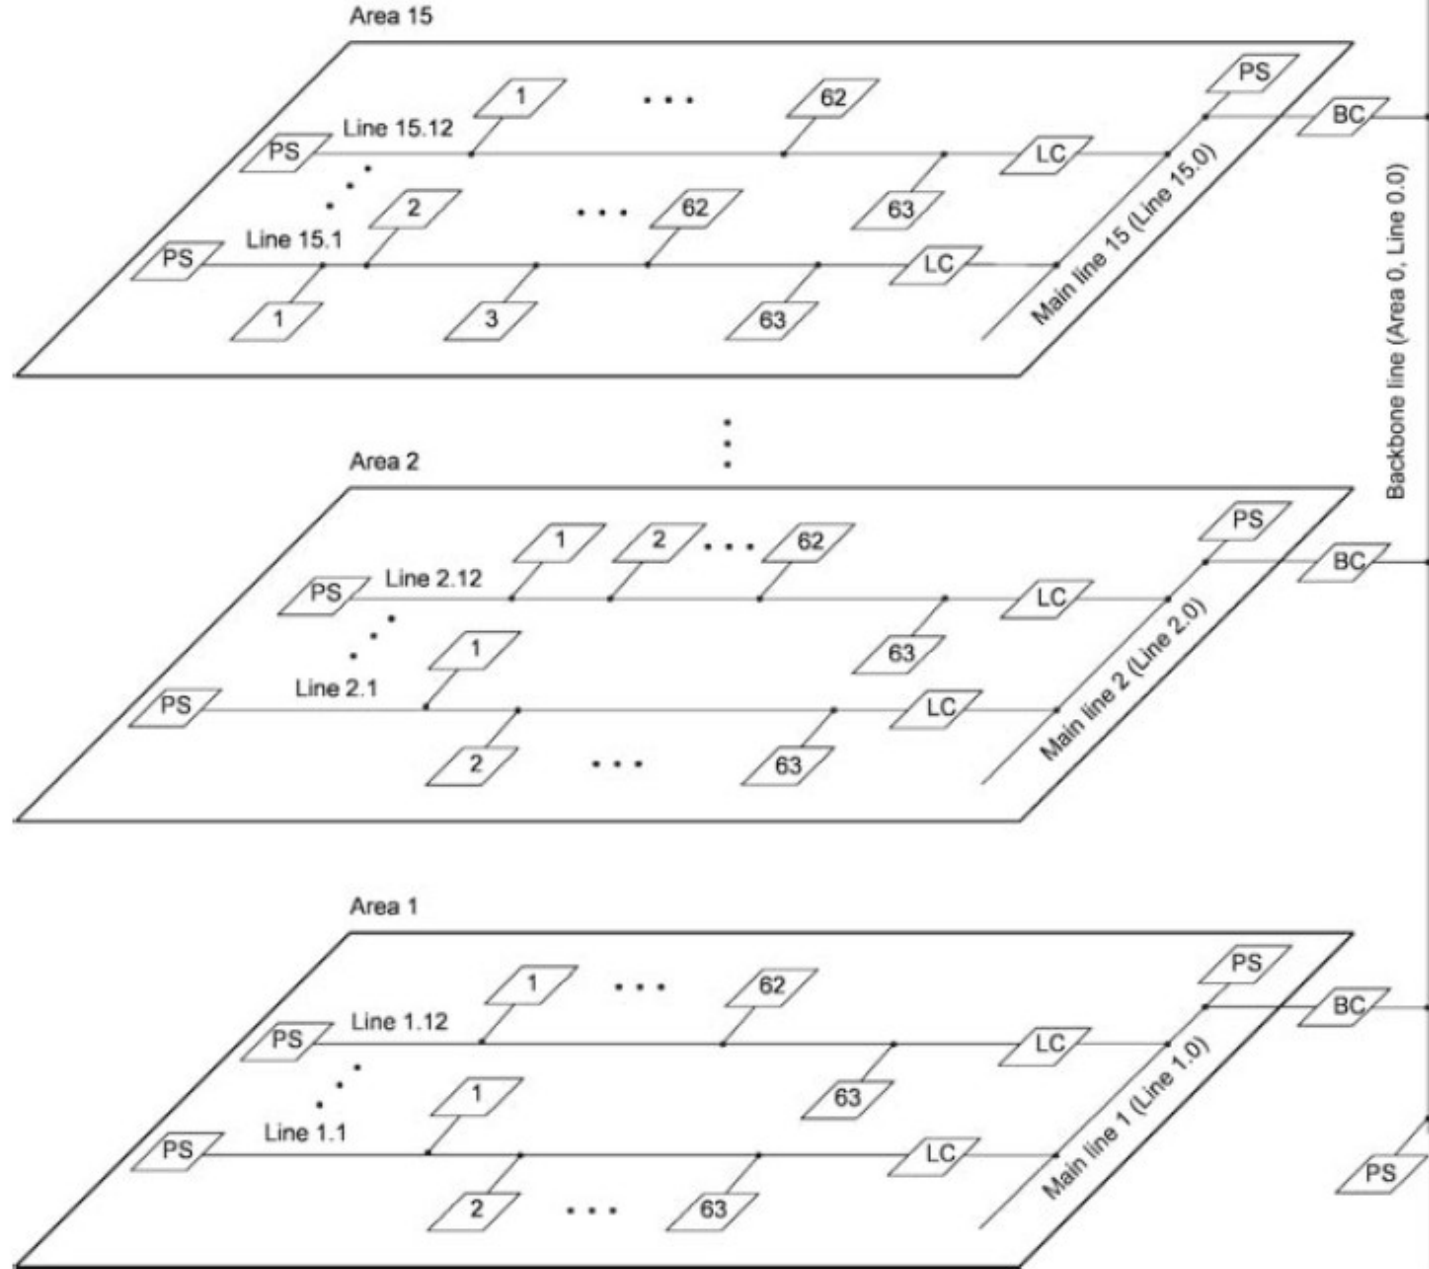 Area 15
PS
1
62
BC
Line 15.12
PS
LC
2
62
63
Line 15.1
PS
LC
1
3
63
Main line 15 (Line 15.0)
Backbone line (Area 0, Line 0.0)
Area 2
PS
1
2
62
BC
Line 2.12
PS
LC
1
63
Line 2.1
PS
LC
2
63
Main line 2 (Line 2.0)
Area 1
PS
1
62
BC
Line 1.12
PS
LC
1
63
Line 1.1
PS
LC
2
63
Main line 1 (Line 1.0)
PS